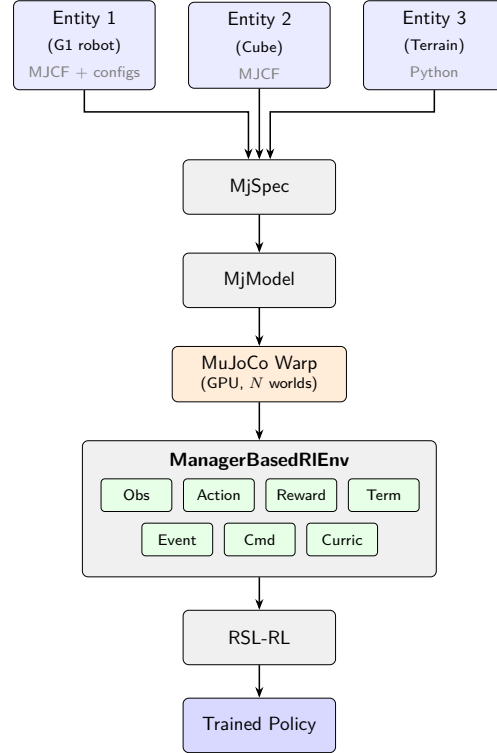 Entity 1
(G1 robot)
MJCF + configs
Entity 2
(Cube)
MJCF
Entity 3
(Terrain)
Python
MjSpec
MjModel
MuJoCo Warp
(GPU, N worlds)
ManagerBasedRlEnv
Obs Action Reward Term
Event Cmd Curric
RSL-RL
Trained Policy